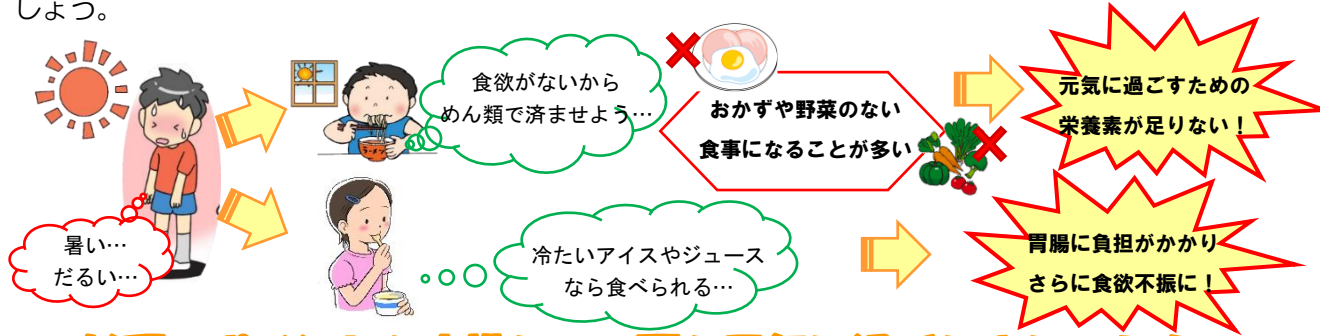 しょう。
食欲がないから
めん類で済ませよう…
おかずや野菜のない
食事になることが多い
元気に過ごすための
栄養素が足りない！
ラーメン
暑い…
だるい…
冷たいアイスやジュース
なら食べられる…
胃腸に負担がかかり
さらに食欲不振に！